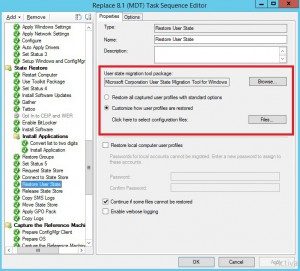 Replace 8.1 (MDT) Task Sequence Editor
Add
Remove
Apply Windows Settings
Apply Network Settings
Configure
Auto Apply Drivers
Set Status 3
Setup Windows and ConfigMgr
State Restore
Restart Computer
Use Toolkit Package
Set Status 4
Install Software Updates
Gather
Tattoo
Opt In to CEIP and WER
Enable BitLocker
Install Software
Install Applications
Convert list to two digits
Install Application
Restore Groups
Set Status 5
Request State Store
Connect to State Store
Restore User State
Release State Store
Copy SMS Logs
Apply GPO Pack
Copy Logs
Capture the Reference Machine
Prepare ConfigMgr Client
Prepare OS
Properties
Options
Type:
Restore User State
Name:
Restore User State
Description:
User state migration tool package:
Microsoft Corporation User State Migration Tool for Windows
Browse...
Restore all captured user profiles with standard options
Customize how user profiles are restored
Click here to select configuration files:
Files...
Restore local computer user profiles
Passwords for local accounts cannot be migrated. Enter a new password to assign to these accounts.
Password:
Confirm Password:
Continue if some files cannot be restored
Enable verbose logging
OK
Cancel
Apply